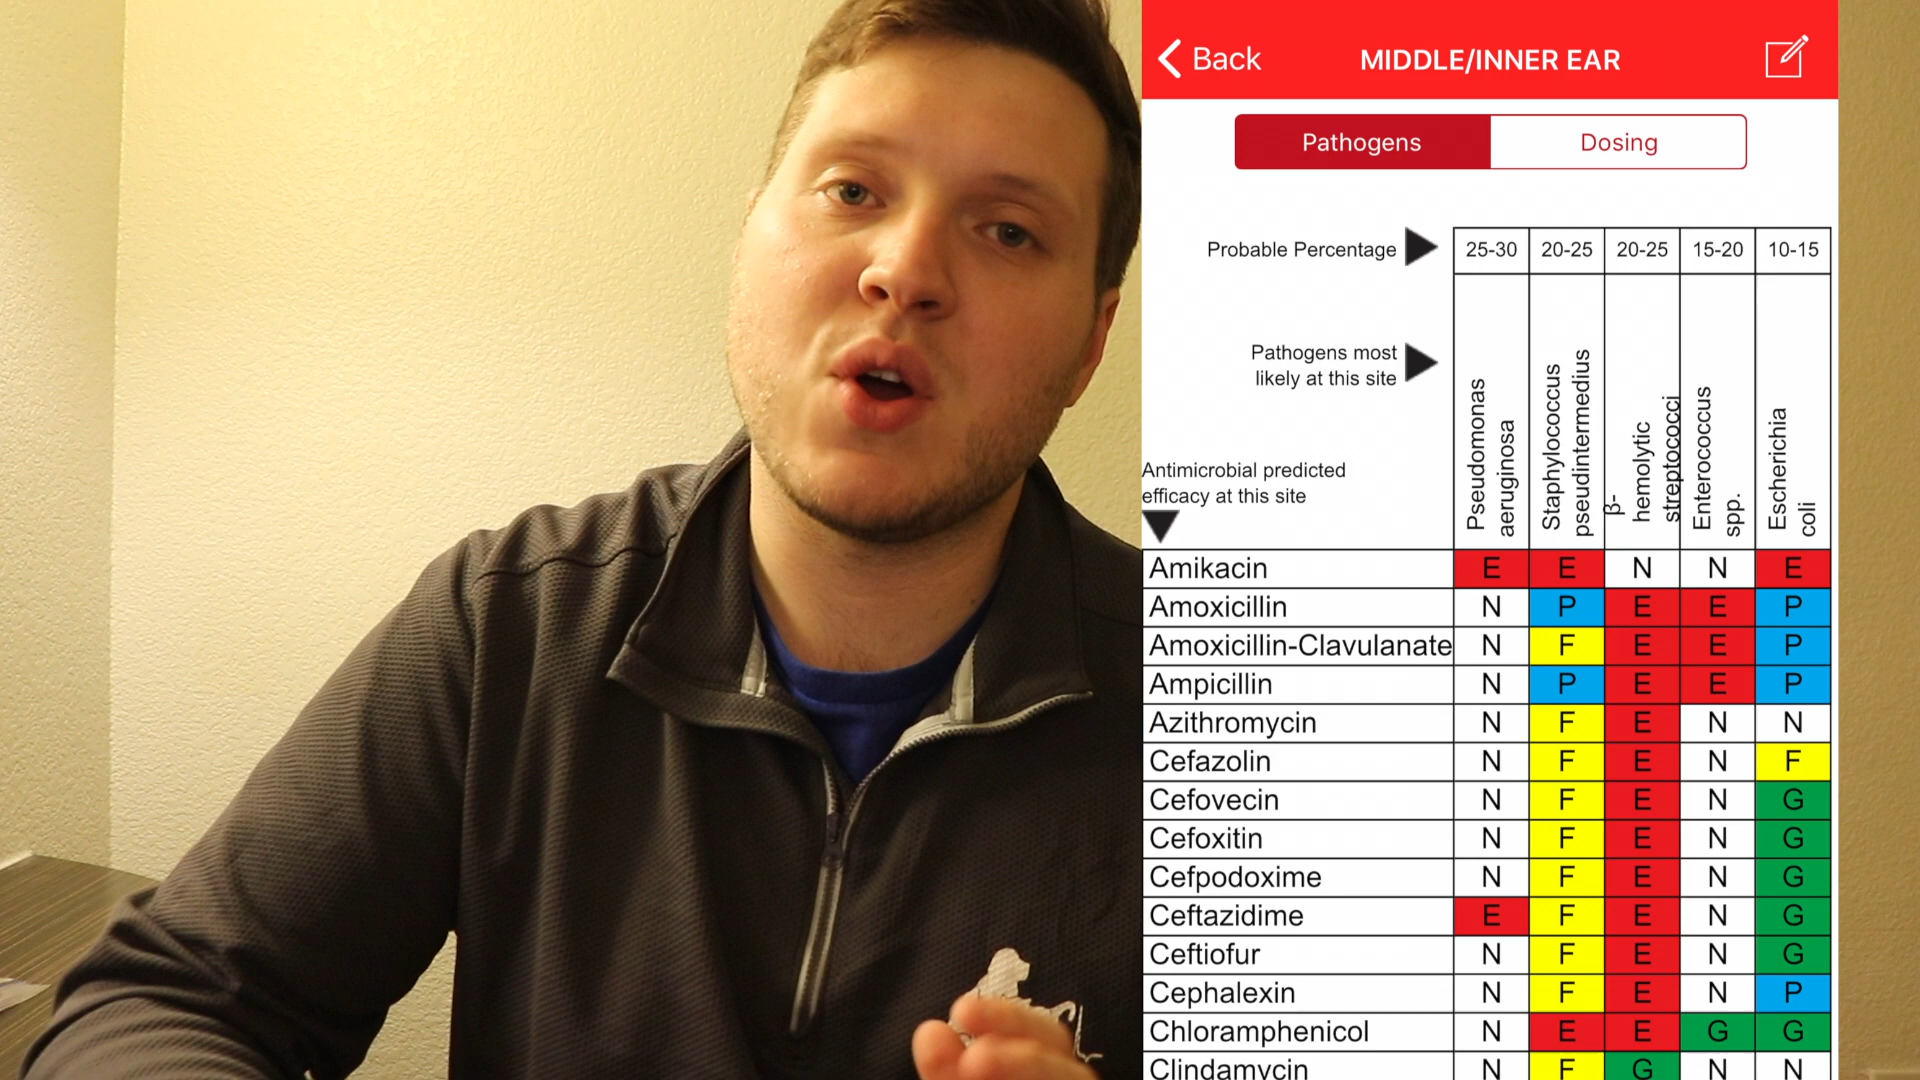 Back
MIDDLE/INNER EAR
Pathogens
Dosing
Probable Percentage
25-30 20-25 20-25 15-20 10-15
Pathogens most
likely at this site
Pseudomonas
aeruginosa
Staphylococcus
pseudintermedius
β-
hemolytic
streptococci
Enterococcus
spp.
Escherichia
coli
Antimicrobial predicted
efficacy at this site
Amikacin E E N N E
Amoxicillin N P E E P
Amoxicillin-Clavulanate N F E E P
Ampicillin N P E E P
Azithromycin N F E N N
Cefazolin N F E N F
Cefovecin N F E N G
Cefoxitin N F E N G
Cefpodoxime N F E N G
Ceftazidime E F E N G
Ceftiofur N F E N G
Cephalexin N F E N P
Chloramphenicol N E E G G
Clindamycin N F G N N